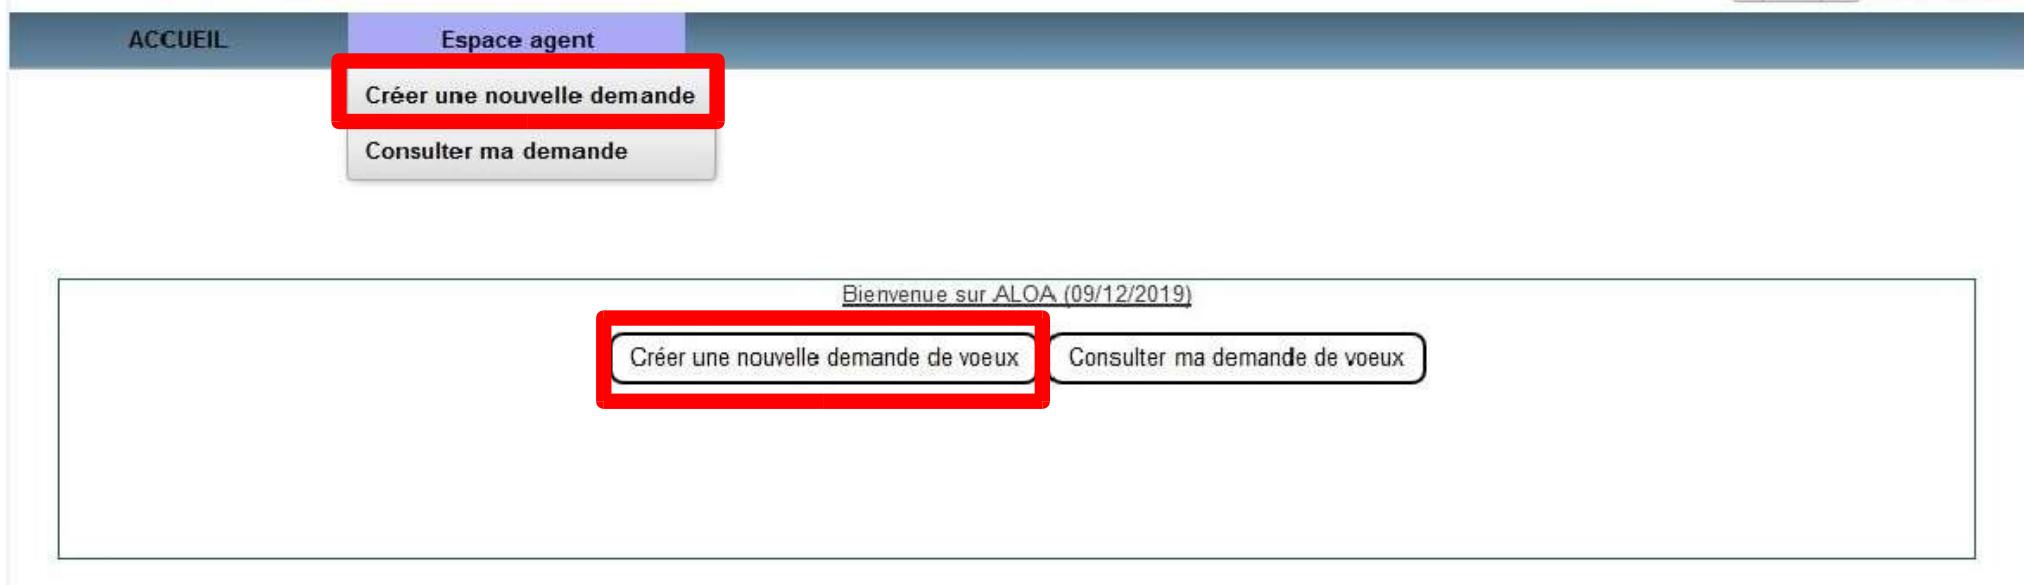 ACCUEIL Espace agent
Créer une nouvelle demande
Consulter ma demande
Bienvenue sur ALOA (09/12/2019)
Créer une nouvelle demande de voeux Consulter ma demande de voeux